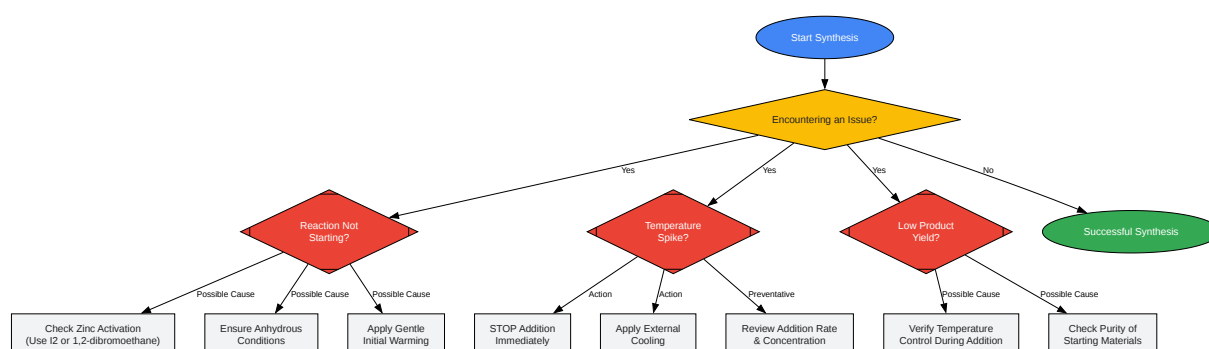 Start Synthesis
Encountering an Issue?
Yes
Yes
Yes
No
Reaction Not
Starting?
Temperature
Spike?
Low Product
Yield?
Successful Synthesis
Possible Cause
Possible Cause
Possible Cause
Action
Action
Preventative
Possible Cause
Possible Cause
Check Zinc Activation
(Use I2 or 1,2-dibromoethane)
Ensure Anhydrous
Conditions
Apply Gentle
Initial Warming
STOP Addition
Immediately
Apply External
Cooling
Review Addition Rate
& Concentration
Verify Temperature
Control During Addition
Check Purity of
Starting Materials